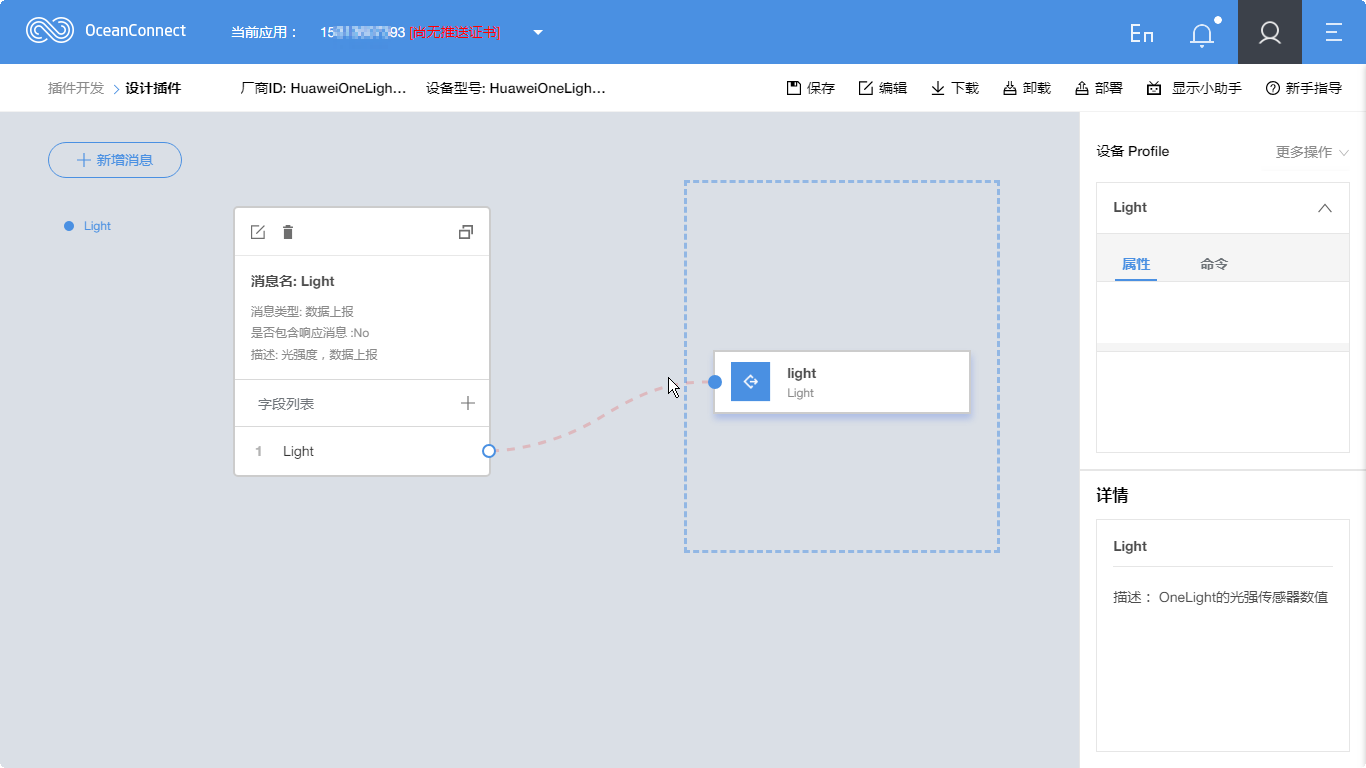 OceanConnect
当前应用：
[尚无推送证书]
En
插件开发 > 设计插件
厂商ID: HuaweiOneLigh...
设备型号: HuaweiOneLigh...
保存
编辑
下载
卸载
部署
显示小助手
新手指导
新增消息
Light
消息名: Light
消息类型: 数据上报
是否包含响应消息 :No
描述: 光强度，数据上报
字段列表
1 Light
light
Light
设备 Profile
更多操作
Light
属性
命令
详情
Light
描述： OneLight的光强传感器数值